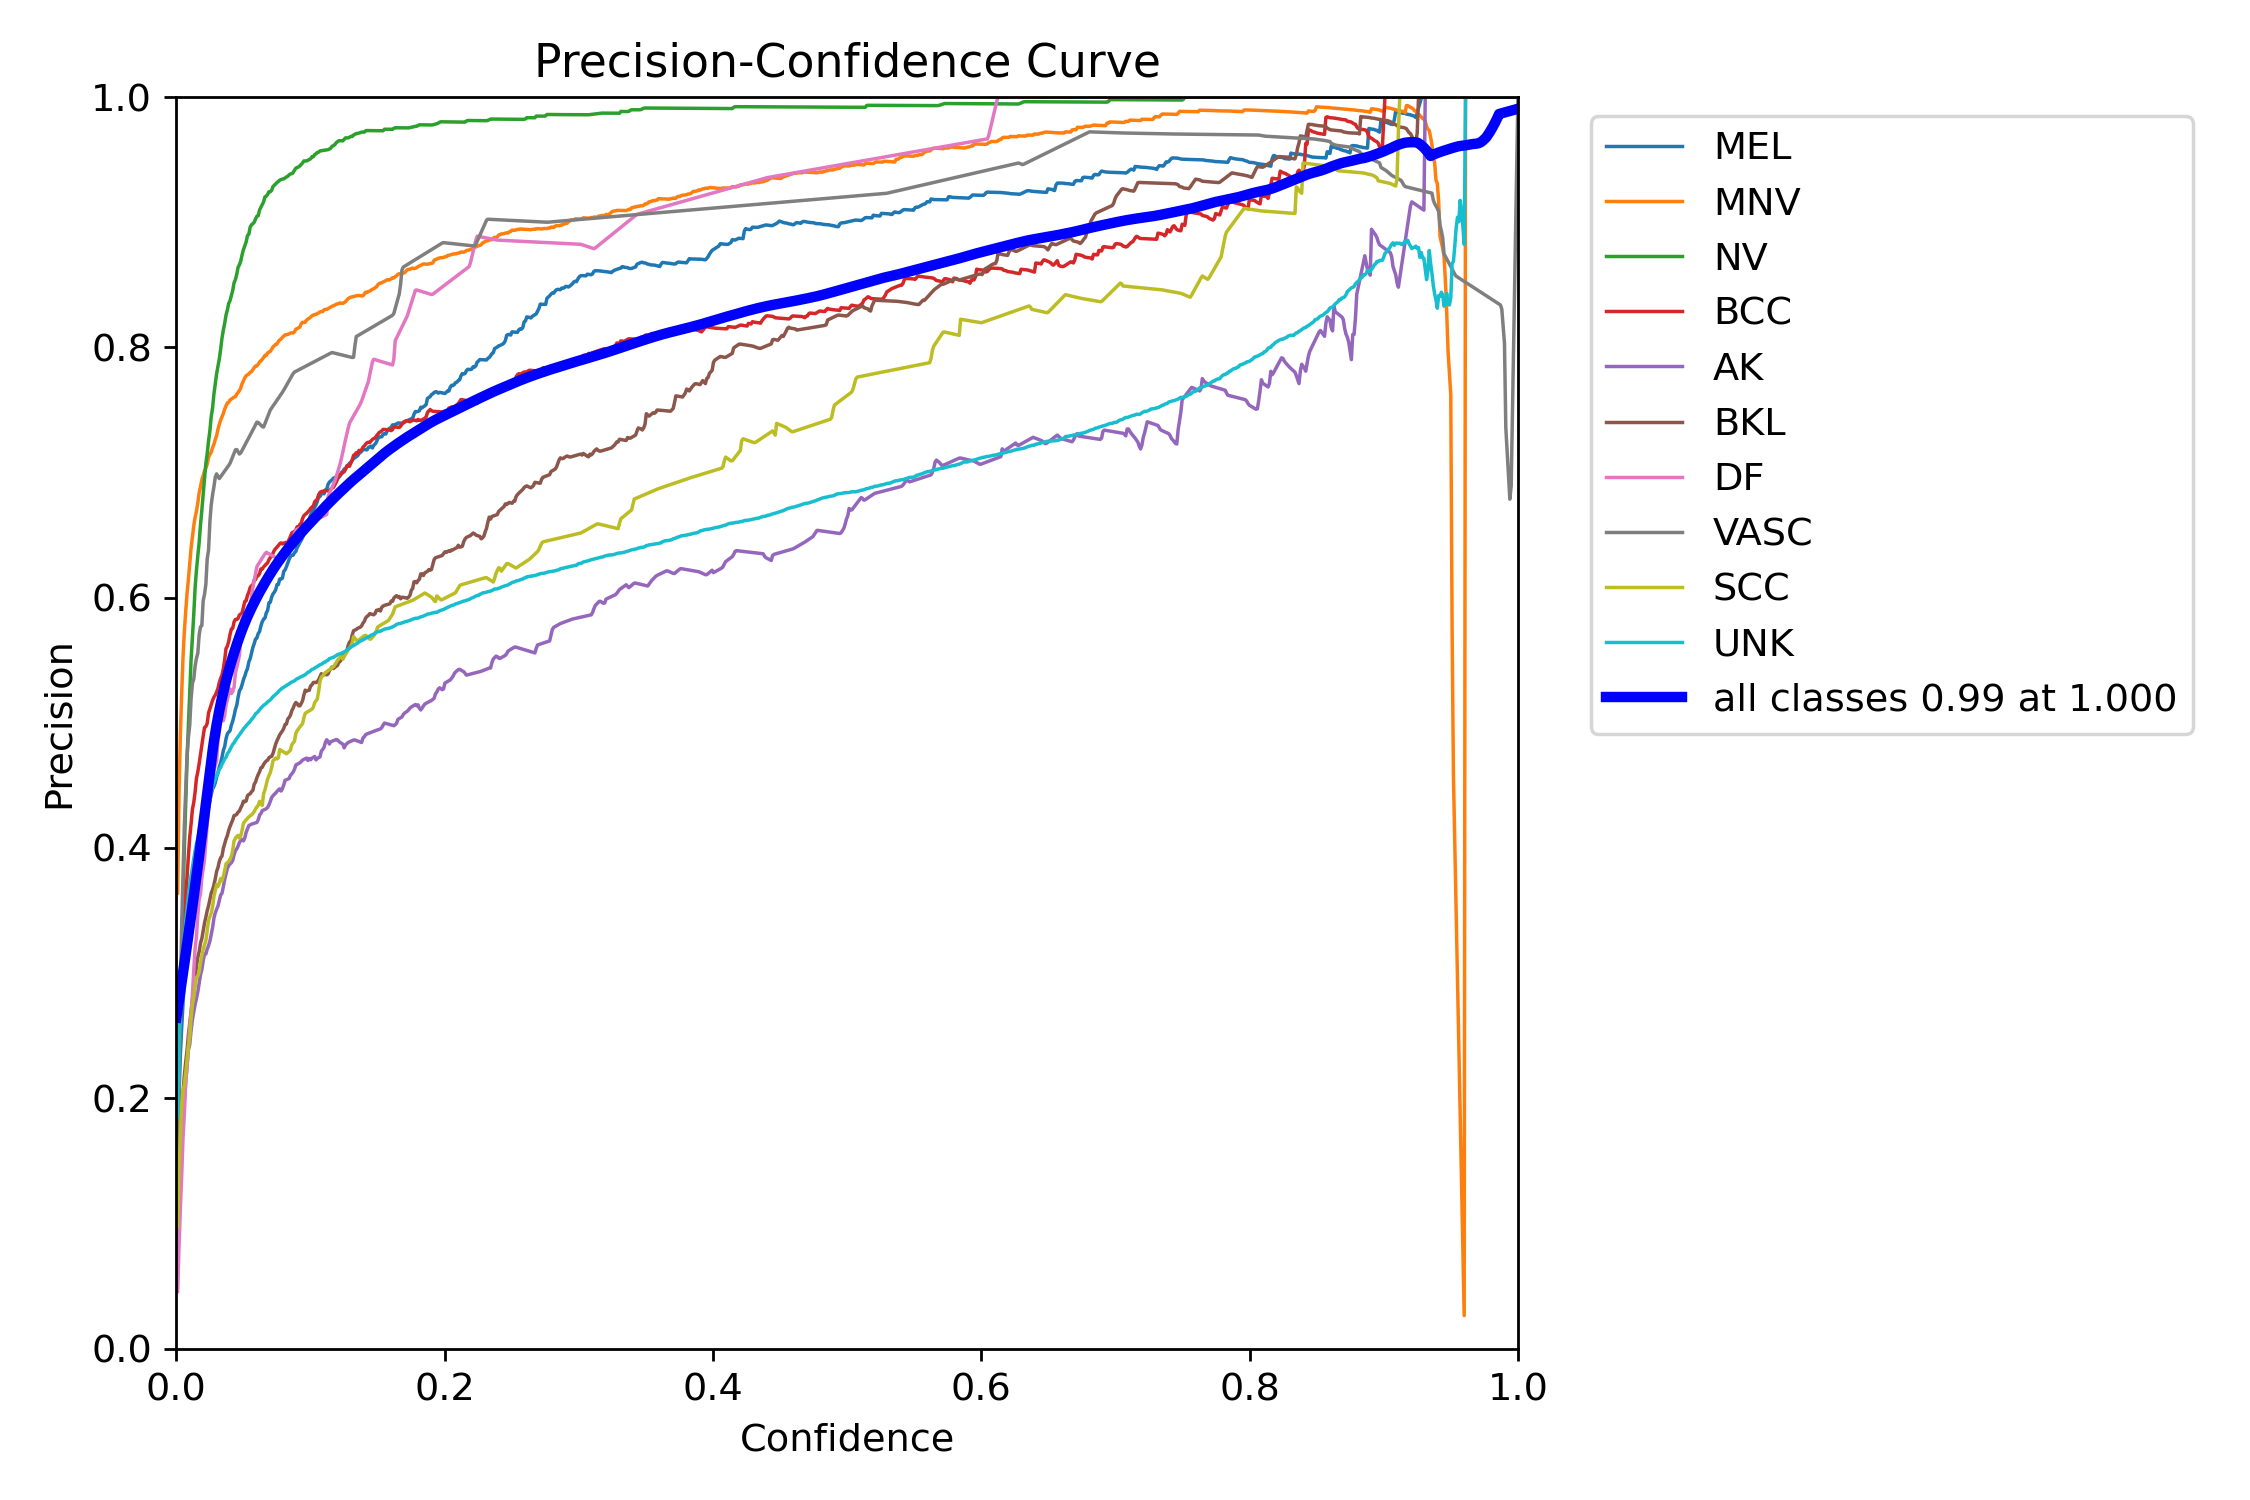 Precision-Confidence Curve
1.0
0.8
0.6
0.4
0.2
0.0
Precision
0.0 0.2 0.4 0.6 0.8 1.0
Confidence
MEL
MNV
NV
BCC
AK
BKL
DF
VASC
SCC
UNK
all classes 0.99 at 1.000